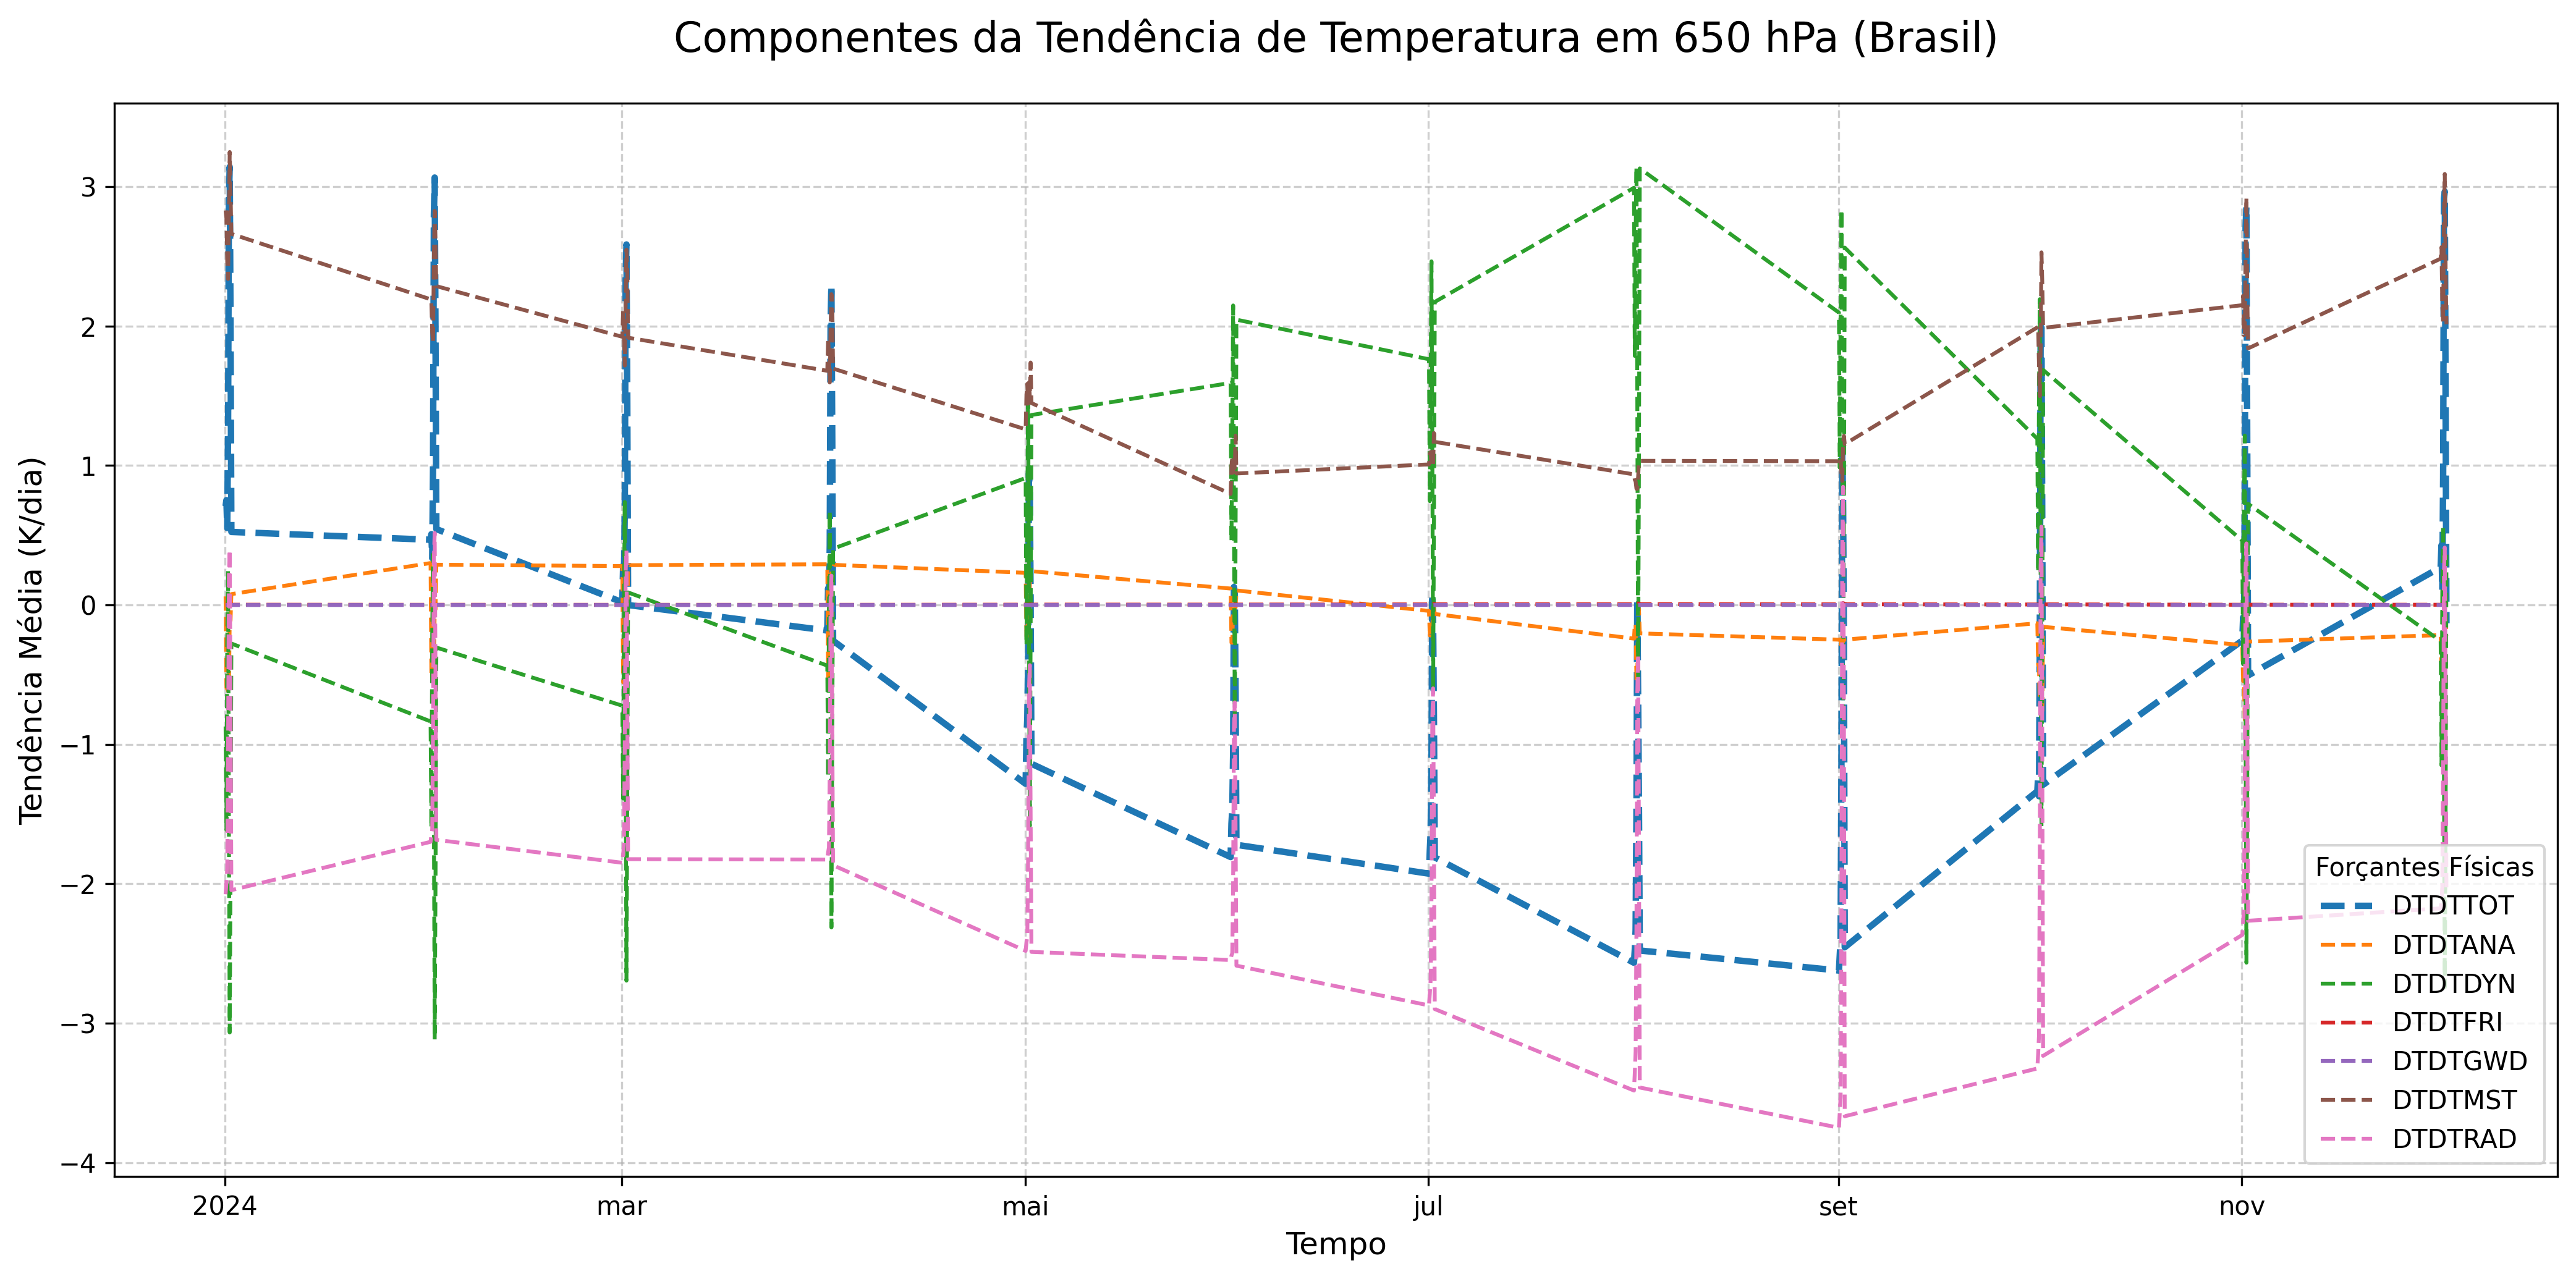 Componentes da Tendência de Temperatura em 650 hPa (Brasil)
Tendência Média (K/dia)
3
2
1
0
−1
−2
−3
−4
2024
mar
mai
jul
set
nov
Tempo
Forçantes Físicas
DTDTTOT
DTDTANA
DTDTDYN
DTDTFRI
DTDTGWD
DTDTMST
DTDTRAD